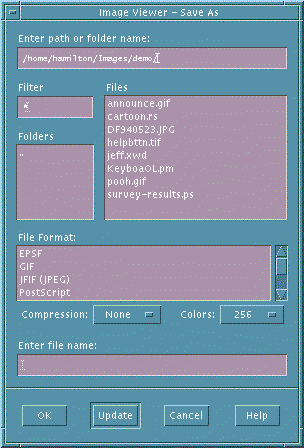 Image Viewer - Save As
Enter path or folder name:
/home/hamilton/Images/demo/
Filter
Files
*
announce.gif
cartoon.rs
DF940523.JPG
helpbttn.tif
jeff.xwd
KeyboaOL.pm
pooh.gif
survey-results.ps
Folders
..
File Format:
EPSF
GIF
JFIF (JPEG)
PostScript
Compression: None Colors: 256
Enter file name:
OK Update Cancel Help